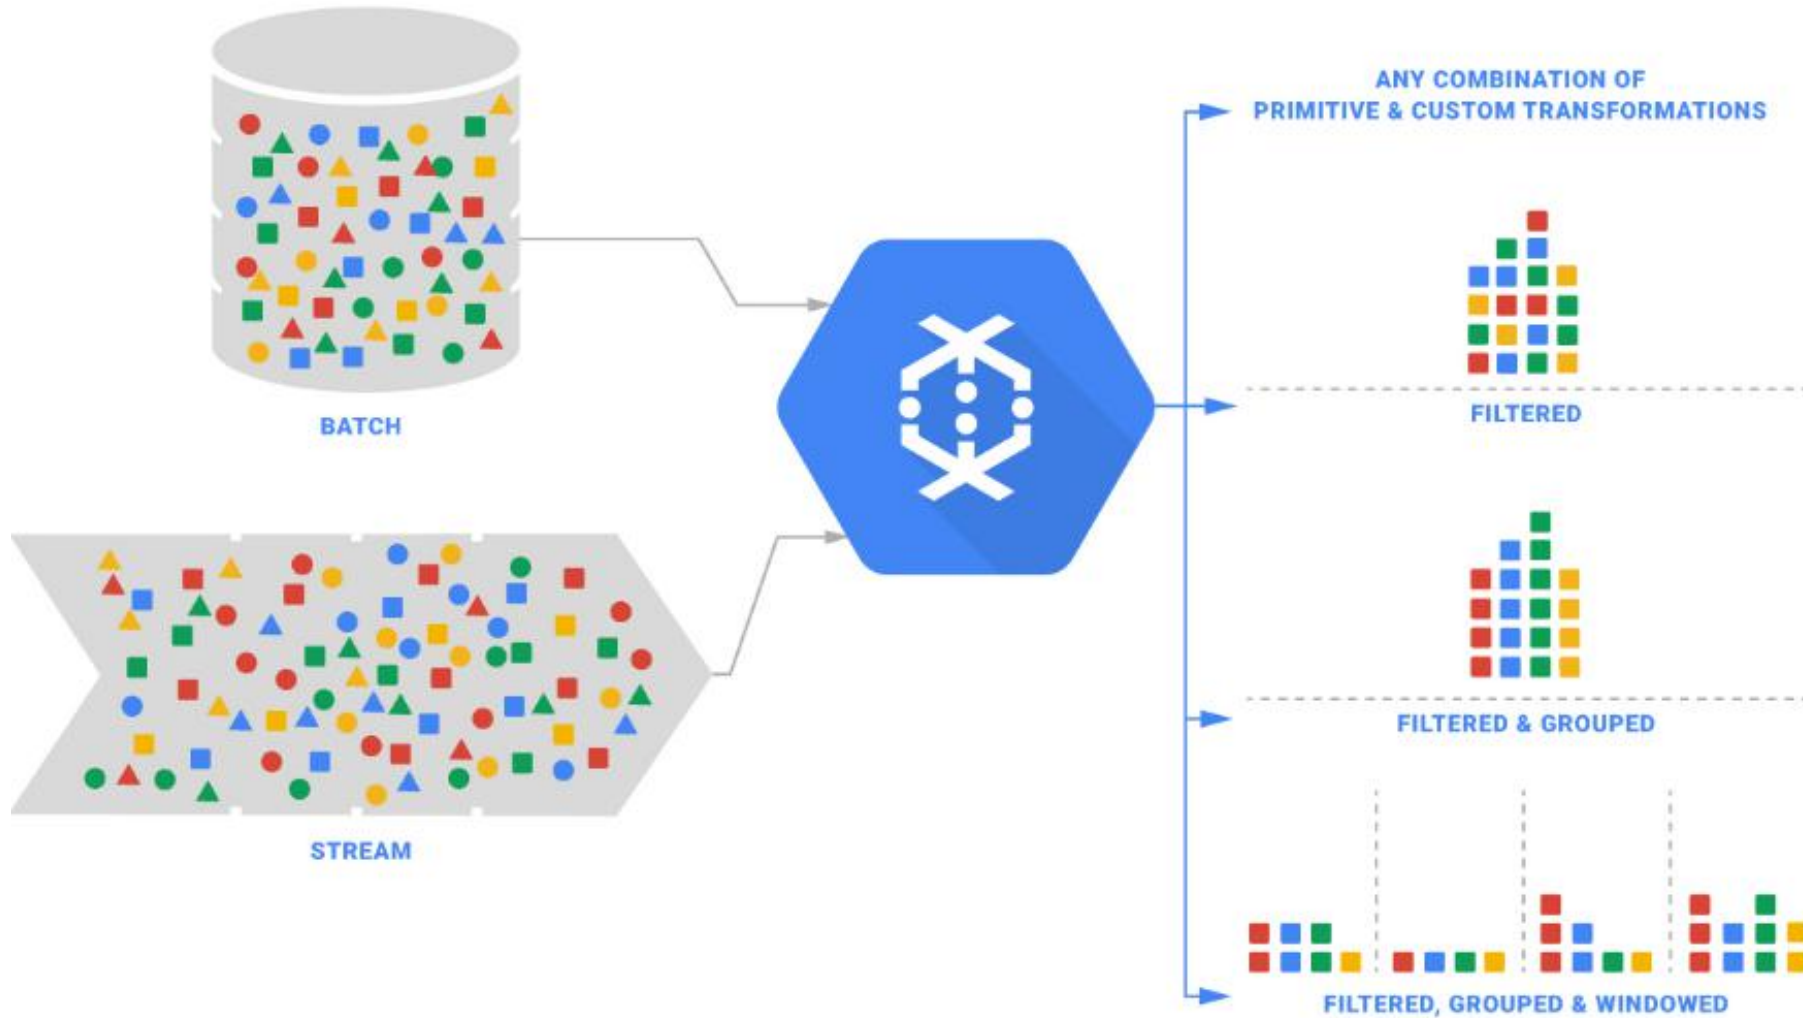 BATCH
STREAM
ANY COMBINATION OF
PRIMITIVE & CUSTOM TRANSFORMATIONS
FILTERED
FILTERED & GROUPED
FILTERED, GROUPED & WINDOWED